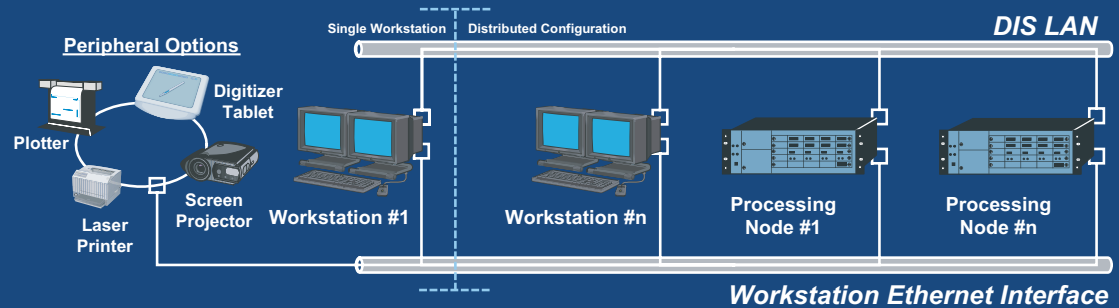 Single Workstation
Distributed Configuration
DIS LAN
Peripheral Options
Digitizer
Tablet
Plotter
Laser
Printer
Screen
Projector
Workstation #1
Workstation #n
Processing
Node #1
Processing
Node #n
Workstation Ethernet Interface